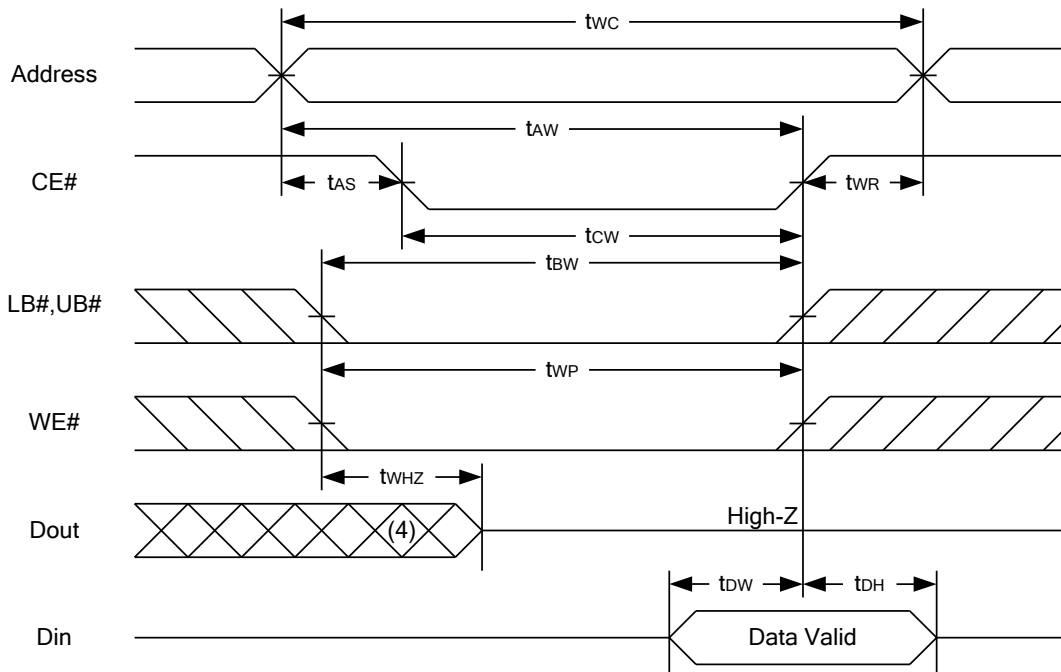 tWC
Address
tAW
CE#
tAS
tWR
tCW
tBW
LB#,UB#
tWP
WE#
tWHZ
Dout
(4)
High-Z
tDW
tDH
Din
Data Valid